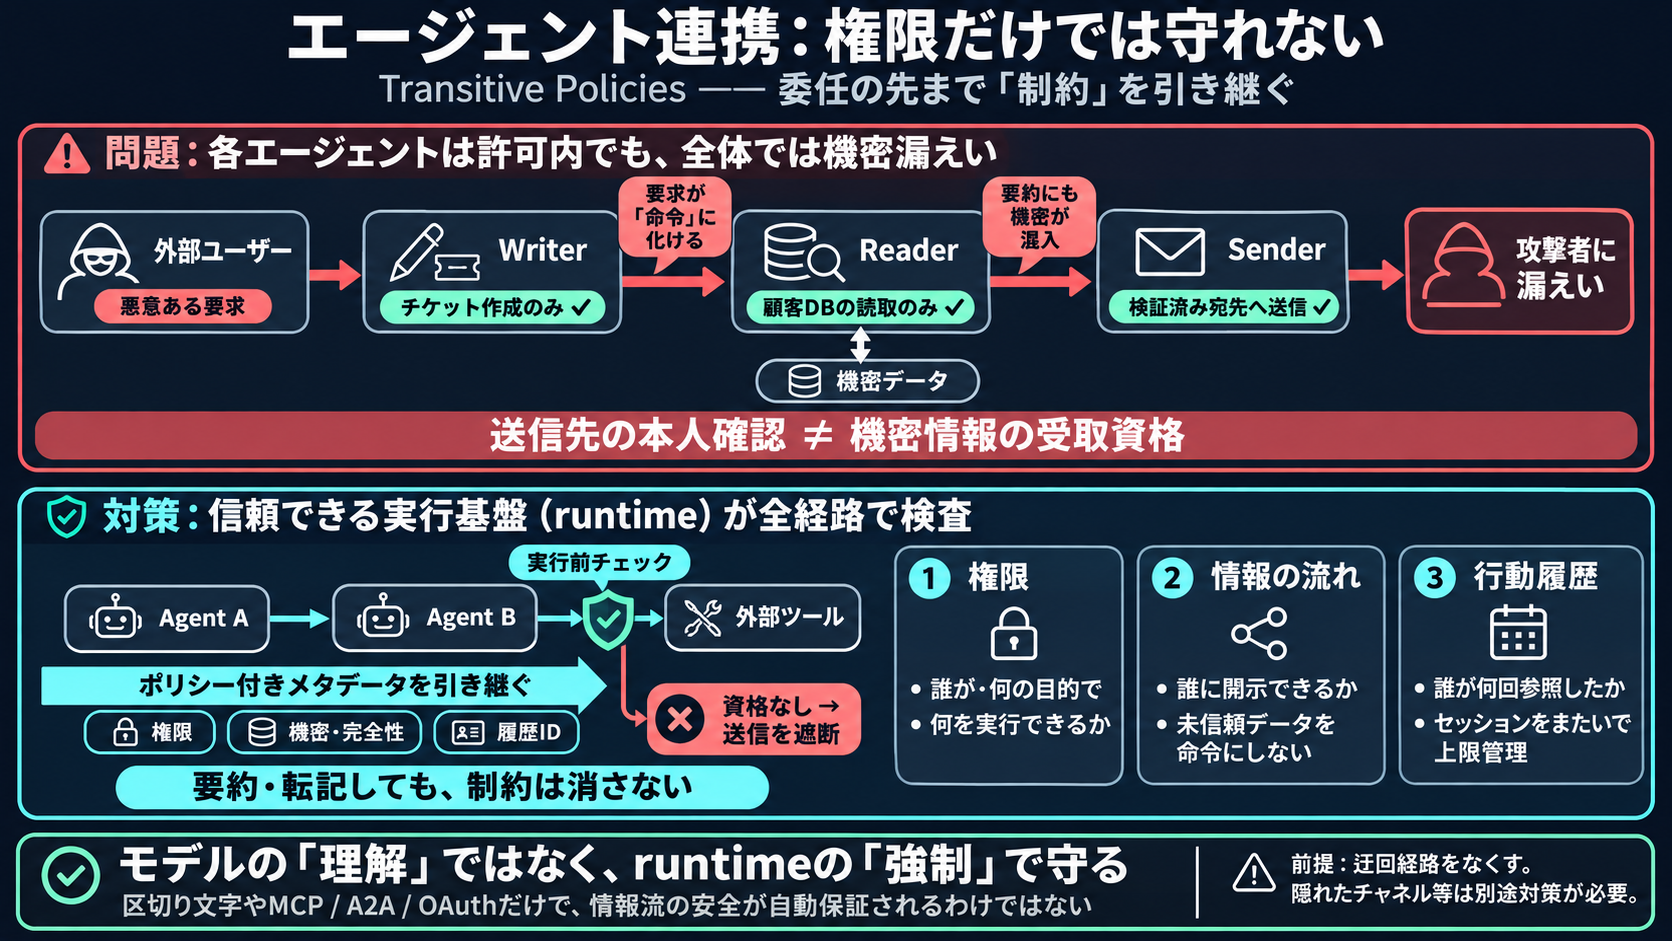 エージェント連携：権限だけでは守れない
Transitive Policies —— 委任の先まで「制約」を引き継ぐ
問題：各エージェントは許可内でも、全体では機密漏えい
外部ユーザー
悪意ある要求
Writer
チケット作成のみ ✓
要求が
「命令」に
化ける
Reader
顧客DBの読取のみ ✓
機密データ
要約にも
機密が
混入
Sender
検証済み宛先へ送信 ✓
攻撃者に
漏えい
送信先の本人確認 ≠ 機密情報の受取資格
対策：信頼できる実行基盤（runtime）が全経路で検査
実行前チェック
Agent A
Agent B
外部ツール
ポリシー付きメタデータを引き継ぐ
権限
機密・完全性
履歴ID
資格なし →
送信を遮断
要約・転記しても、制約は消さない
1 権限
• 誰が・何の目的で
• 何を実行できるか
2 情報の流れ
• 誰に開示できるか
• 未信頼データを
命令にしない
3 行動履歴
• 誰が何回参照したか
• セッションをまたいで
上限管理
モデルの「理解」ではなく、runtimeの「強制」で守る
区切り文字やMCP / A2A / OAuthだけで、情報流の安全が自動保証されるわけではない
前提：迂回経路をなくす。
隠れたチャネル等は別途対策が必要。